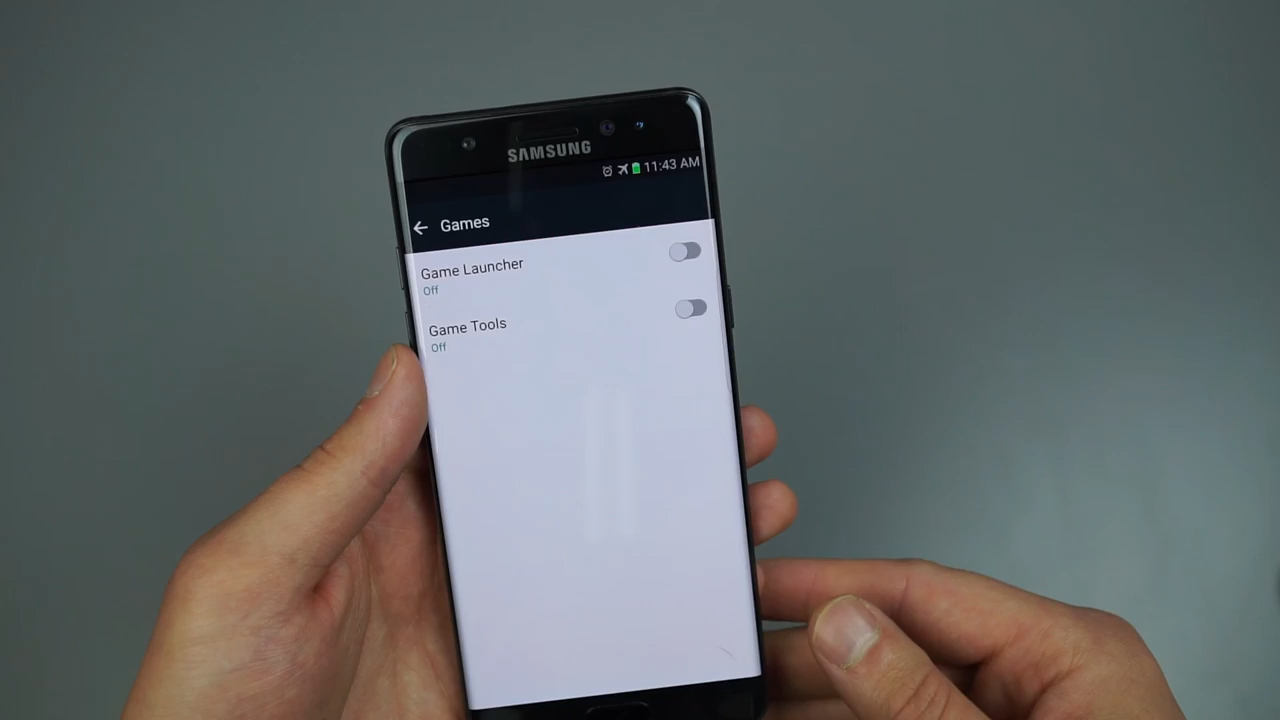 SAMSUNG
11:43 AM
Games
Game Launcher
Off
Game Tools
Off